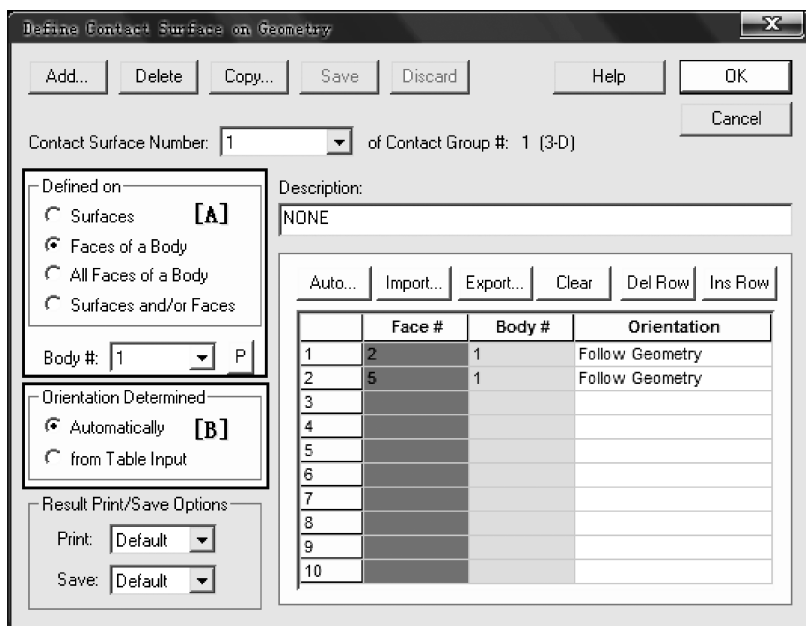 Define Contact Surface on Geometry
X
Add... Delete Copy... Save Discard Help OK
Cancel
Contact Surface Number: 1 of Contact Group #: 1 (3-D)
Defined on
Surfaces [A]
Faces of a Body
All Faces of a Body
Surfaces and/or Faces
Body #: 1 P
Orientation Determined
Automatically [B]
from Table Input
Result Print/Save Options
Print: Default
Save: Default
Description:
NONE
Auto... Import... Export... Clear Del Row Ins Row
Face # Body # Orientation
1 2 1 Follow Geometry
2 5 1 Follow Geometry
3
4
5
6
7
8
9
10